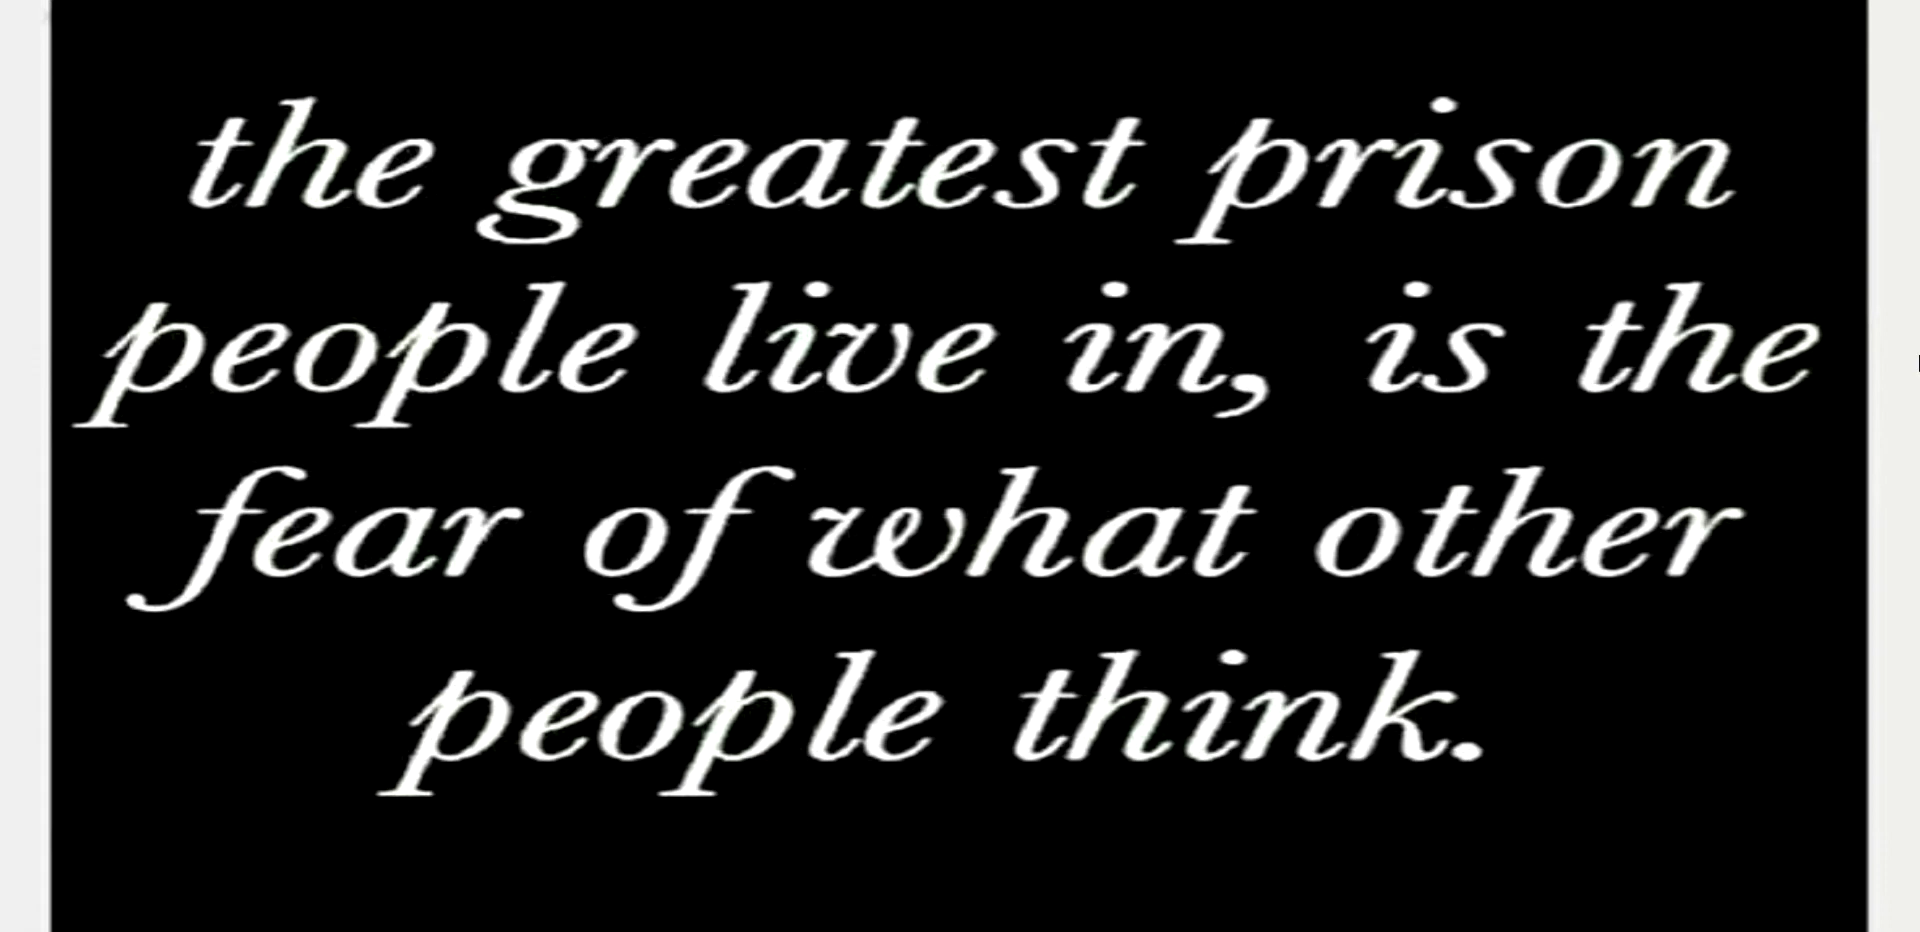 the greatest prison
people live in, is the
fear of what other
people think.